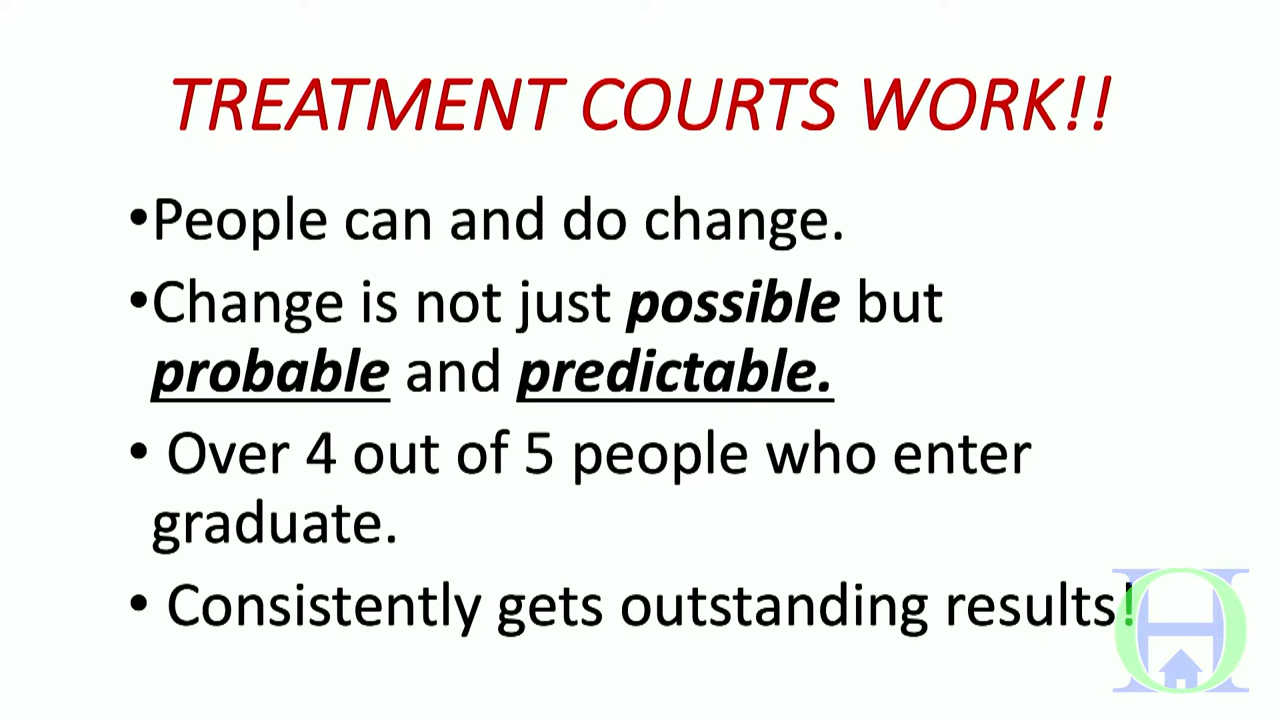 TREATMENT COURTS WORK!!
•People can and do change.
•Change is not just possible but
probable and predictable.
• Over 4 out of 5 people who enter
graduate.
• Consistently gets outstanding results!